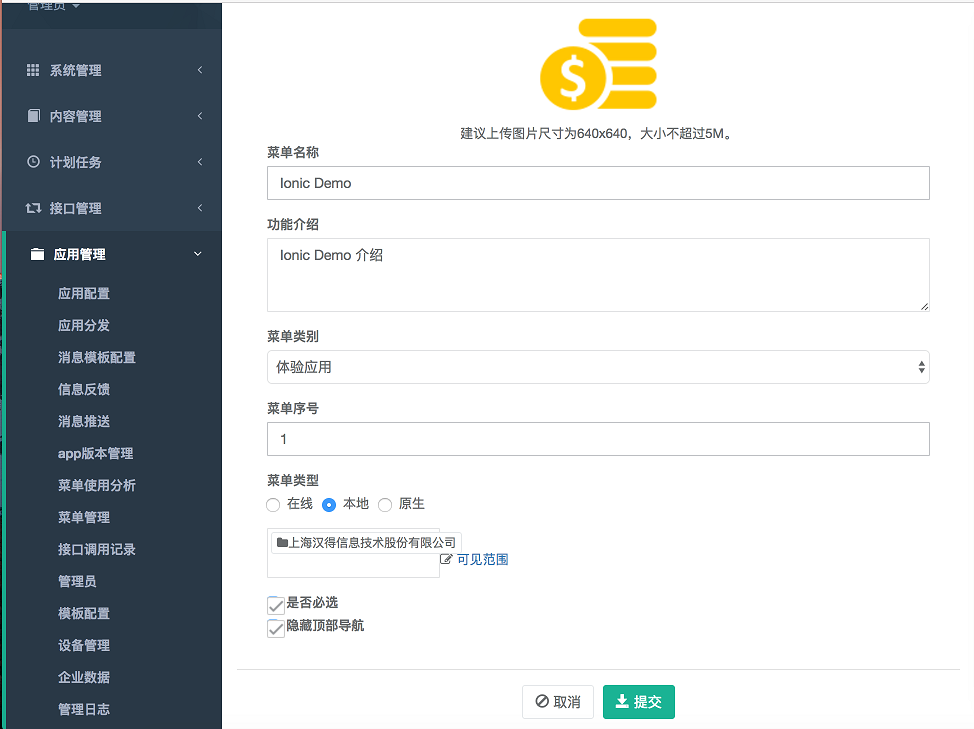 管理员
系统管理
内容管理
计划任务
接口管理
应用管理
应用配置
应用分发
消息模板配置
信息反馈
消息推送
app版本管理
菜单使用分析
菜单管理
接口调用记录
管理员
模板配置
设备管理
企业数据
管理日志
$
建议上传图片尺寸为640x640，大小不超过5M。
菜单名称
Ionic Demo
功能介绍
Ionic Demo 介绍
菜单类别
体验应用
菜单序号
1
菜单类型
在线 本地 原生
上海汉得信息技术股份有限公司
可见范围
是否必选
隐藏顶部导航
取消 提交